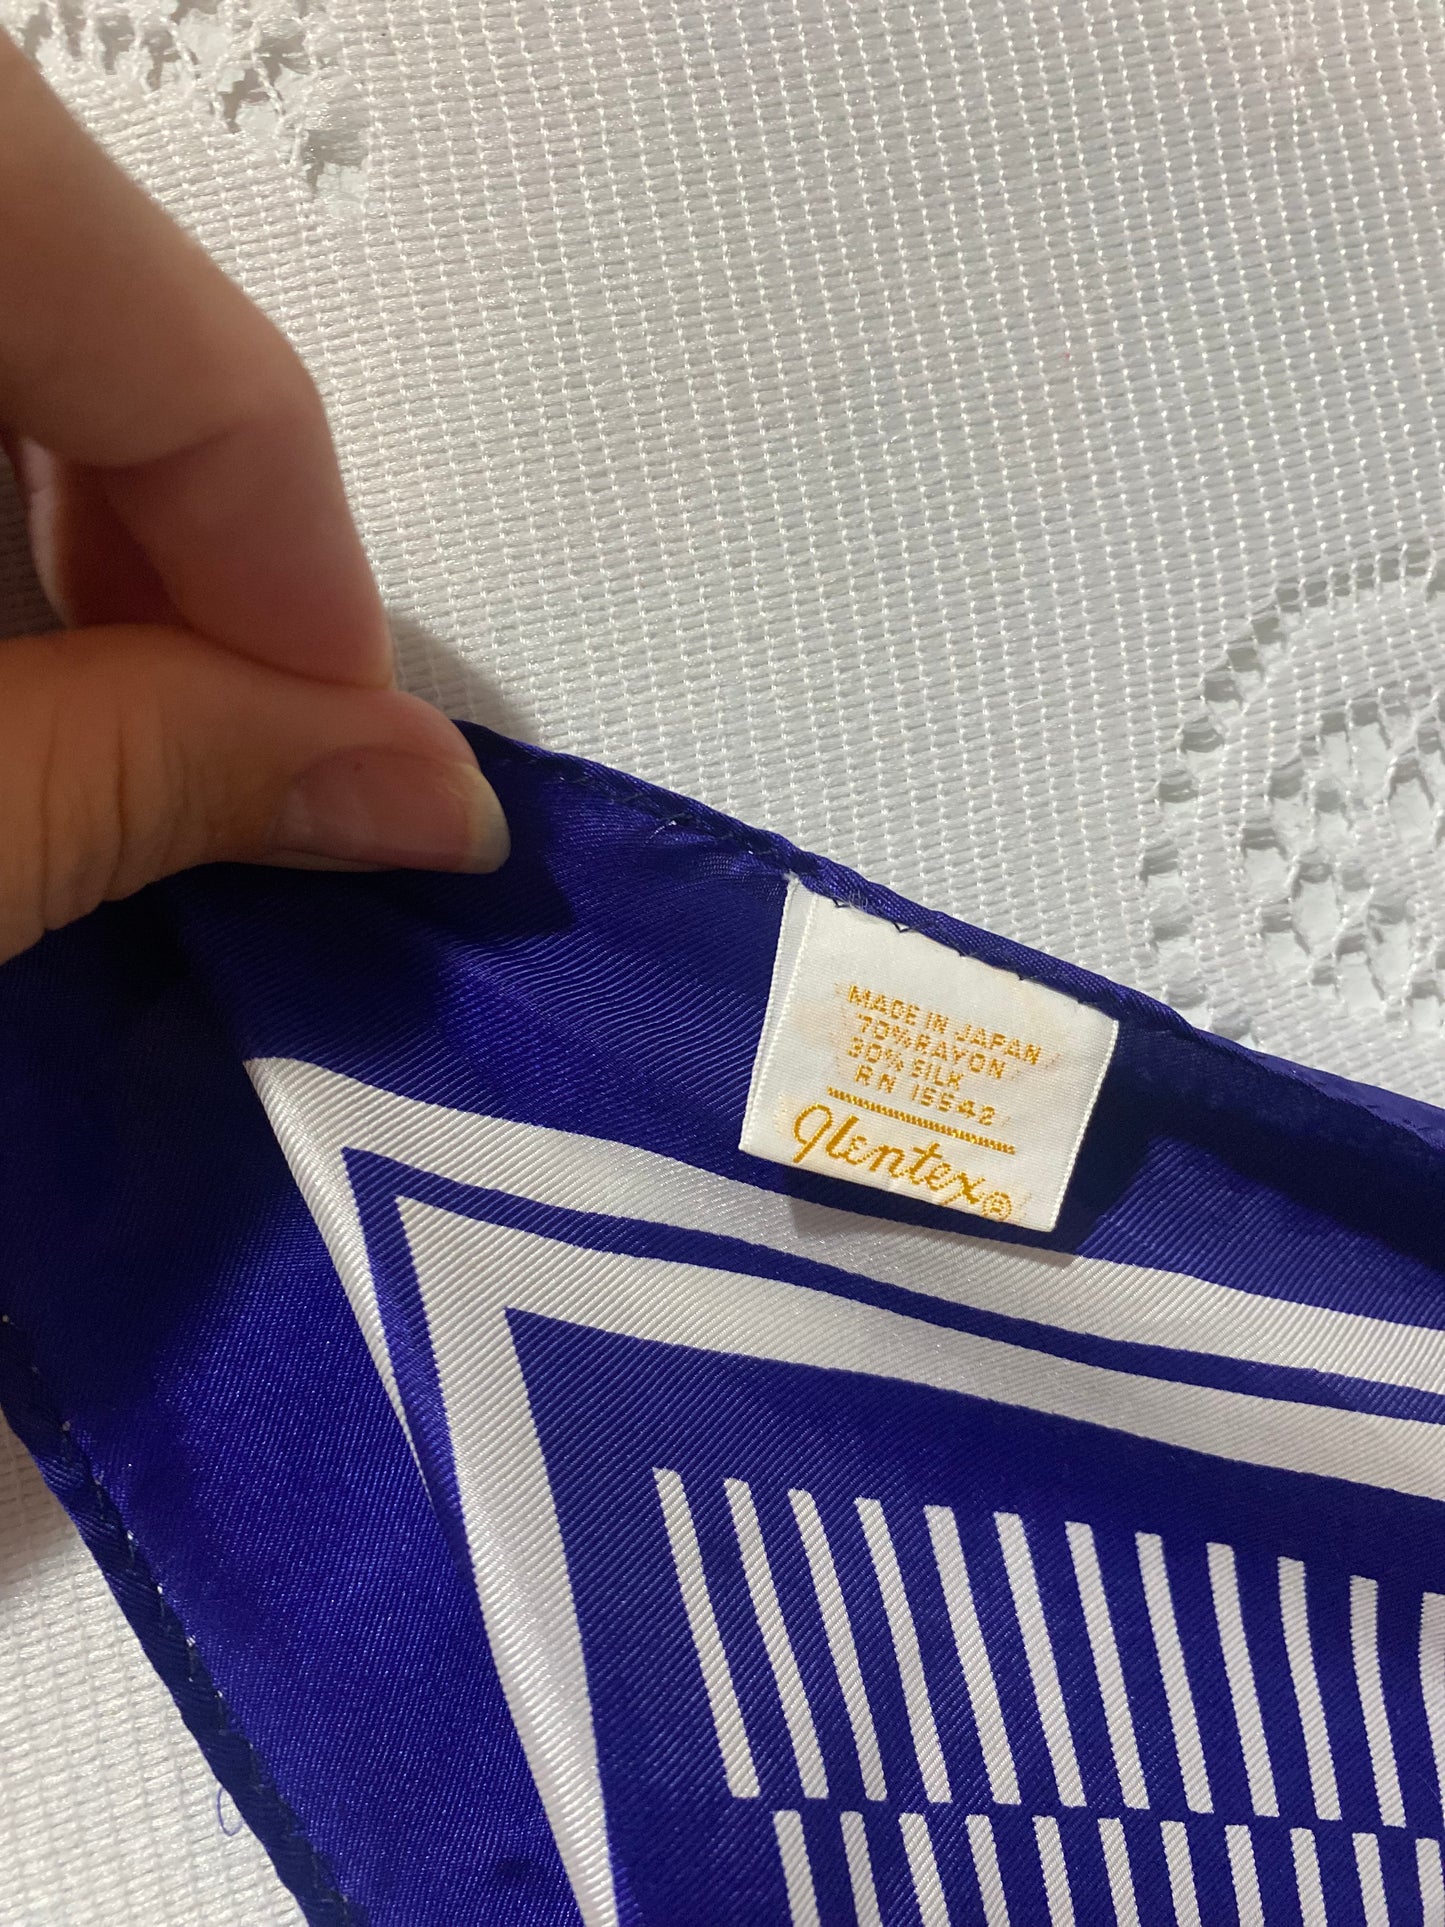 MADE IN JAPAN
70% RAYON
30% SILK
RN 15542
Glentex®